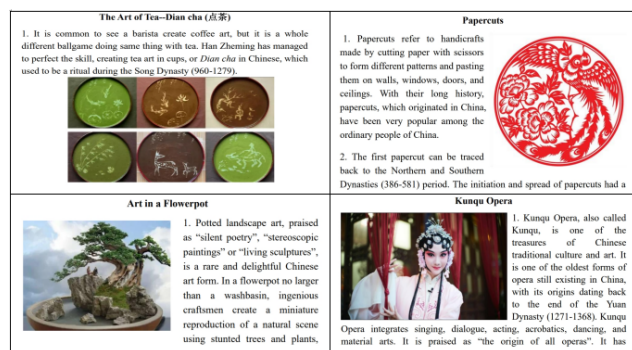 The Art of Tea--Dian cha (点茶)
1. It is common to see a barista create coffee art, but it is a whole
different ballgame doing same thing with tea. Han Zheming has managed
to perfect the skill, creating tea art in cups, or Dian cha in Chinese, which
used to be a ritual during the Song Dynasty (960-1279).
Papercuts
1. Papercuts refer to handicrafts
made by cutting paper with scissors
to form different patterns and pasting
them on walls, windows, doors, and
ceilings. With their long history,
papercuts, which originated in China,
have been very popular among the
ordinary people of China.
2. The first papercut can be traced
back to the Northern and Southern
Dynasties (386-581) period. The initiation and spread of papercuts had a
Art in a Flowerpot
1. Potted landscape art, praised
as “silent poetry”, “stereoscopic
paintings” or “living sculptures”,
is a rare and delightful Chinese
art form. In a flowerpot no larger
than a washbasin, ingenious
craftsmen create a miniature
reproduction of a natural scene
using stunted trees and plants,
Kunqu Opera
1. Kunqu Opera, also called
Kunqu, is one of the
treasures of Chinese
traditional culture and art. It
is one of the oldest forms of
opera still existing in China,
with its origins dating back
to the end of the Yuan
Dynasty (1271-1368). Kunqu
Opera integrates singing, dialogue, acting, acrobatics, dancing, and
material arts. It is praised as “the origin of all operas”. It has